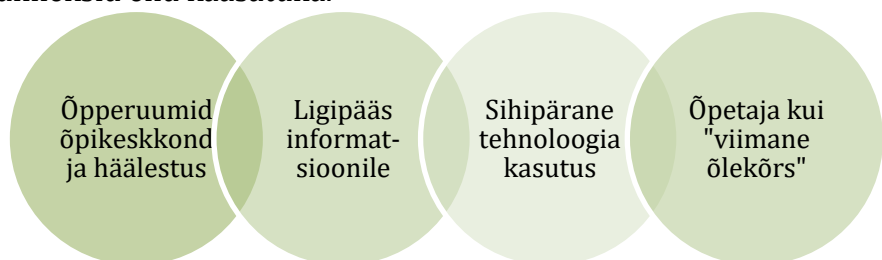 Õpperuumid
õpikeskkond
ja häälestus
Ligipääs
informat-
sioonile
Sihipärane
tehnoloogia
kasutus
Õpetaja kui
"viimane
õlekõrs"